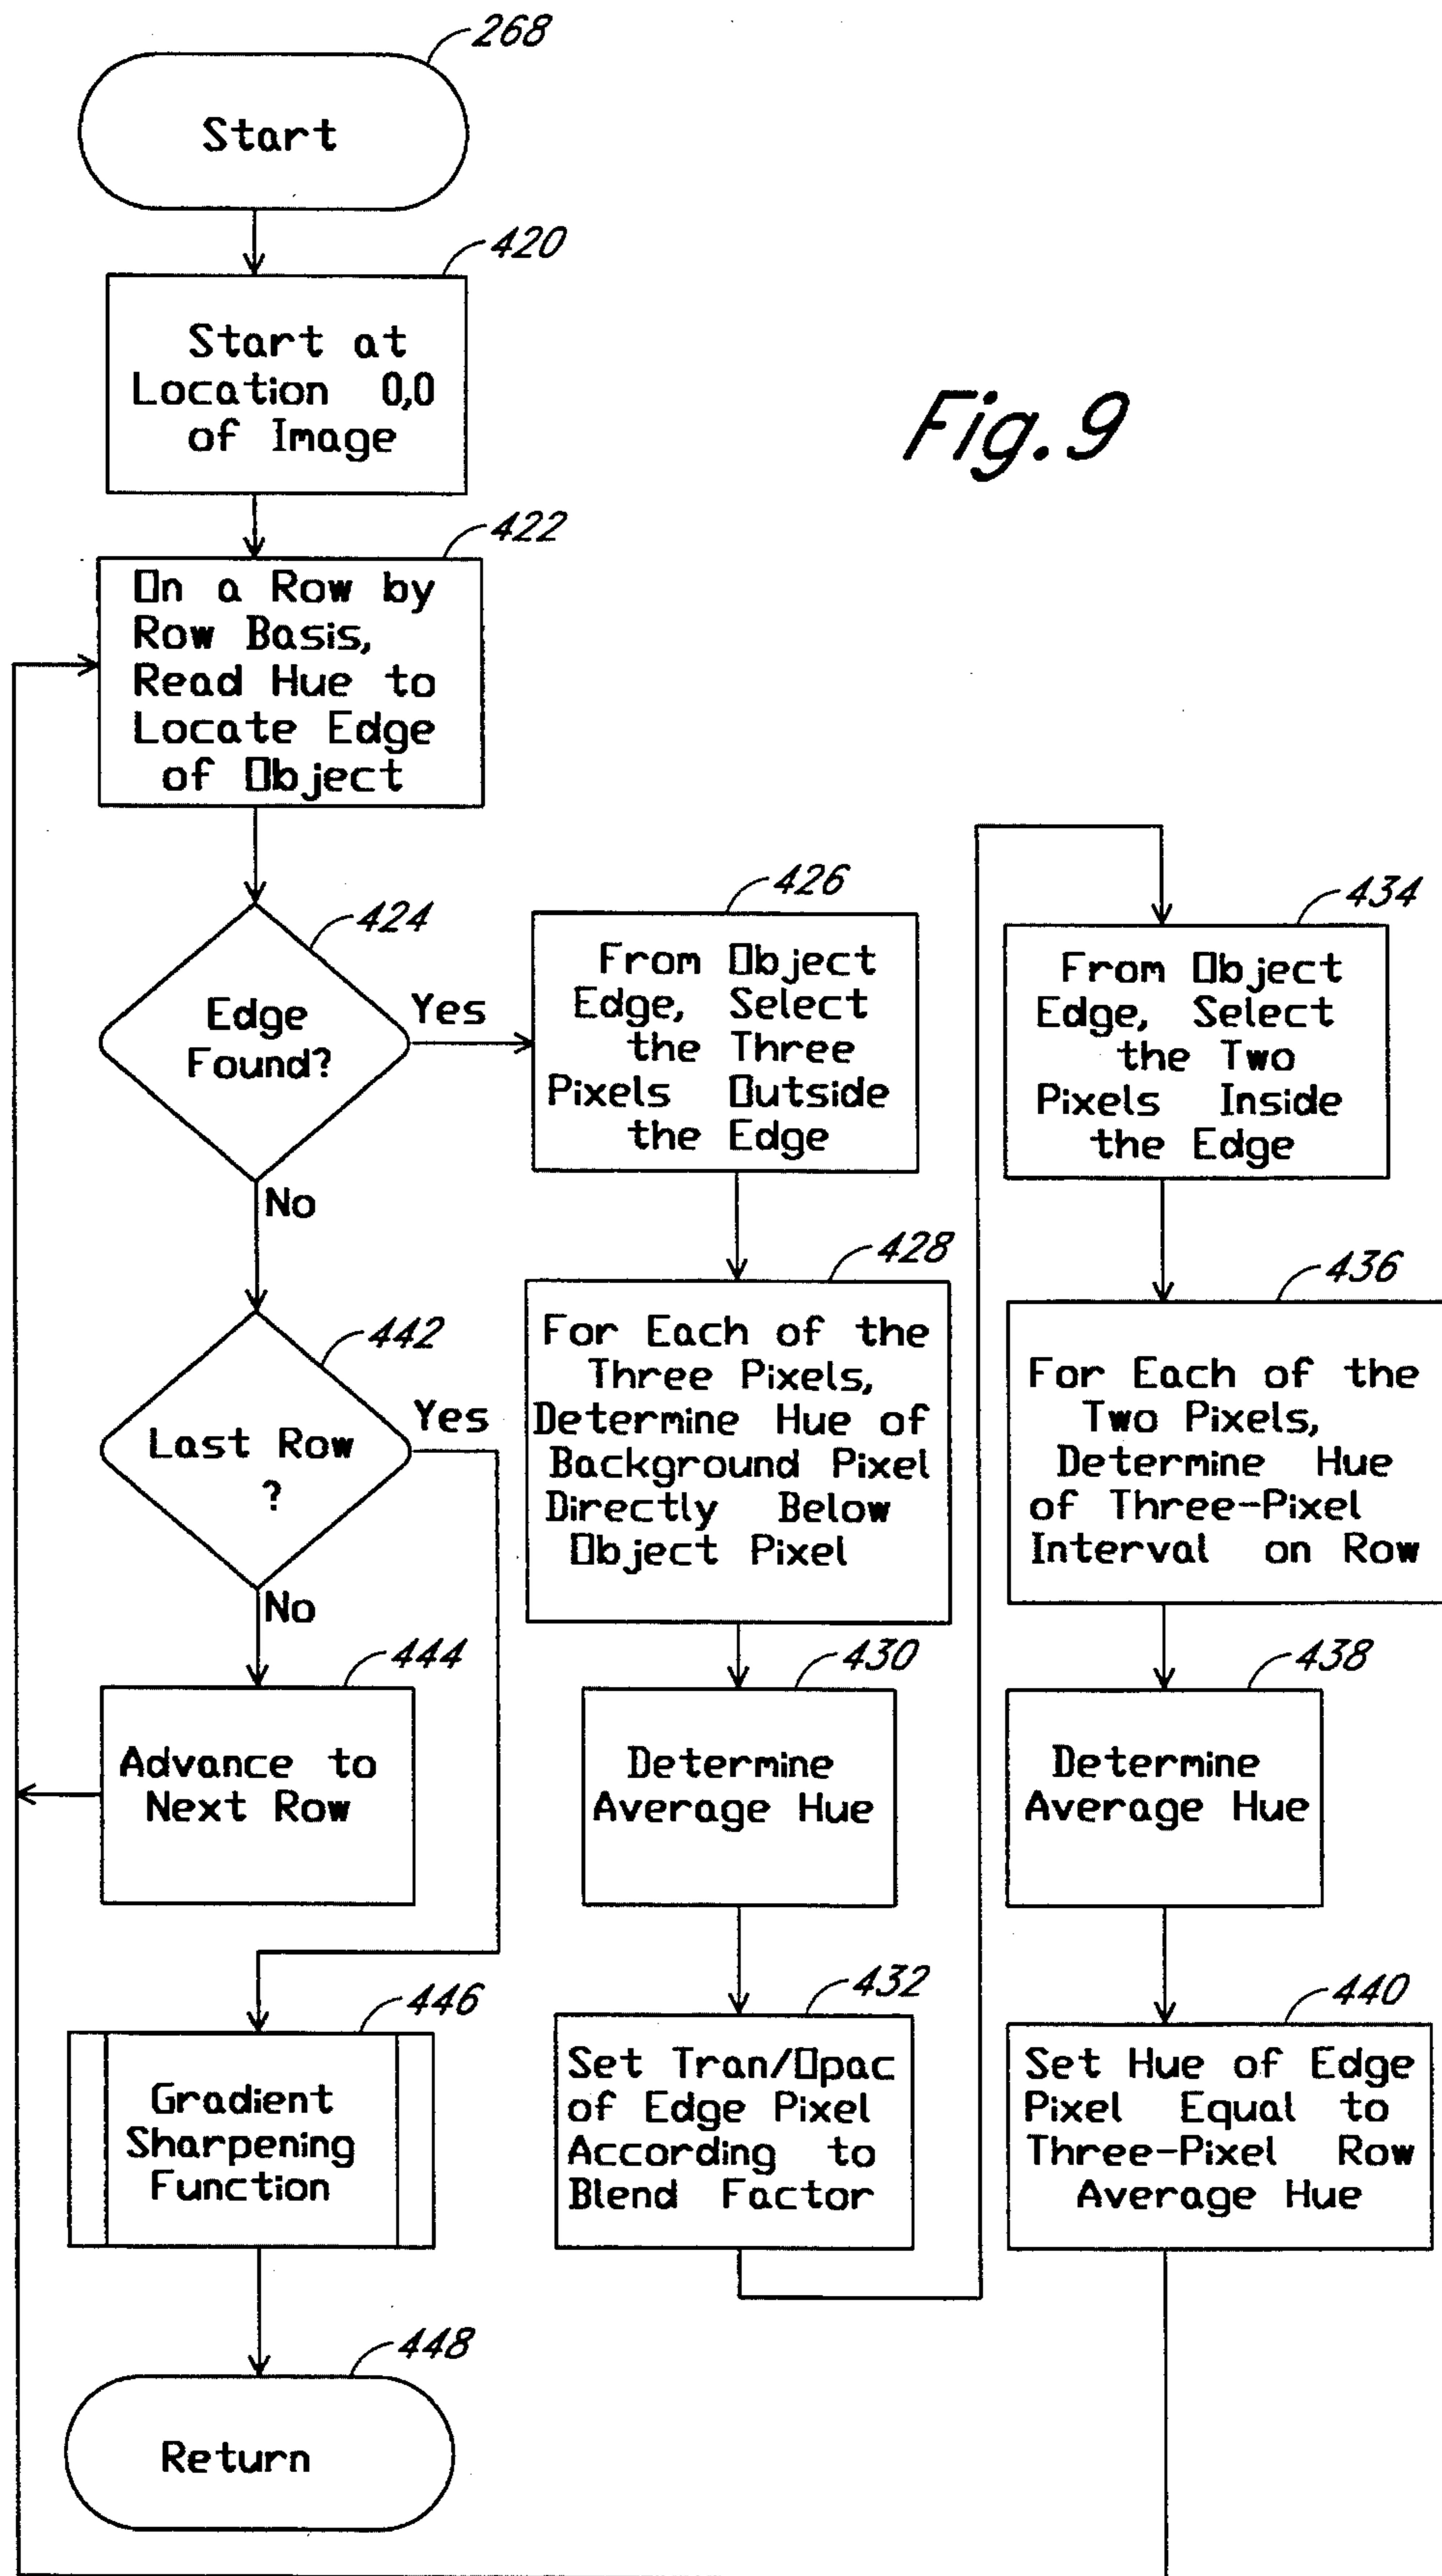 268
Start
420
Start at
Location 0,0
of Image
Fig. 9
422
On a Row by
Row Basis,
Read Hue to
Locate Edge
of Object
424
Edge
Found?
Yes
No
426
From Object
Edge, Select
the Three
Pixels Outside
the Edge
428
For Each of the
Three Pixels,
Determine Hue of
Background Pixel
Directly Below
Object Pixel
430
Determine
Average Hue
432
Set Tran/Opac
of Edge Pixel
According to
Blend Factor
434
From Object
Edge, Select
the Two
Pixels Inside
the Edge
436
For Each of the
Two Pixels,
Determine Hue
of Three-Pixel
Interval on Row
438
Determine
Average Hue
440
Set Hue of Edge
Pixel Equal to
Three-Pixel Row
Average Hue
442
Last Row
?
Yes
No
444
Advance to
Next Row
446
Gradient
Sharpening
Function
448
Return